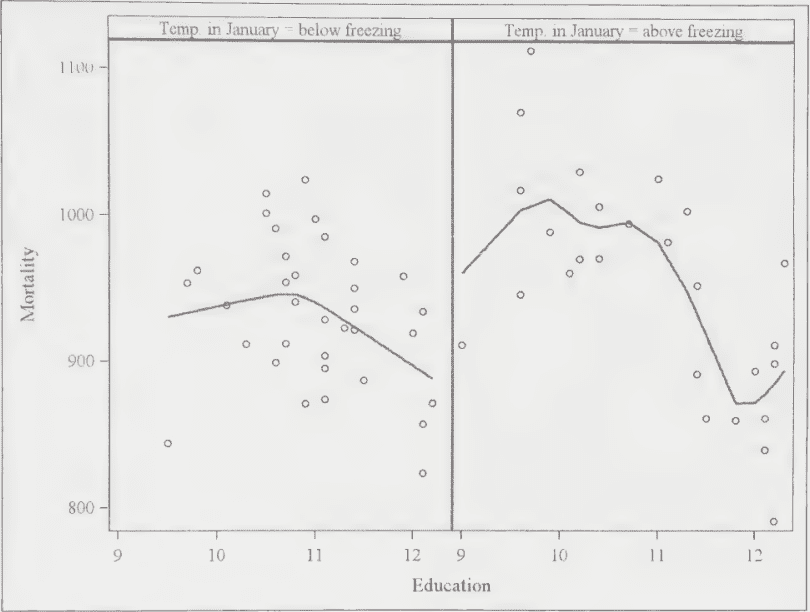 Temp. in January = below freezing
Temp. in January = above freezing
1100
1000
900
800
Mortality
9 10 11 12
9 10 11 12
Education